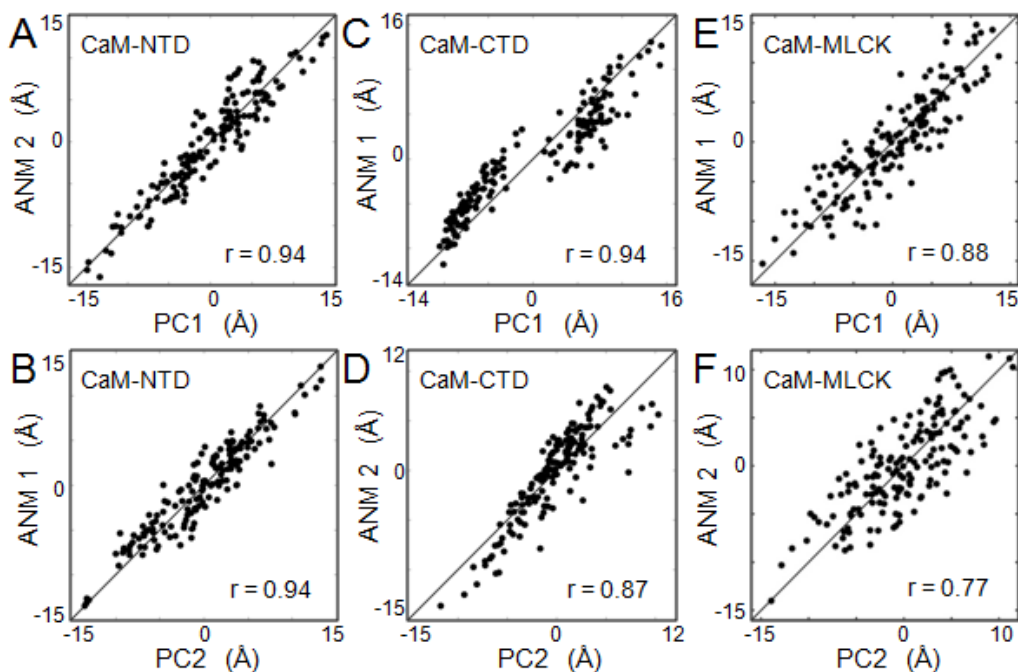 A
CaM-NTD
15
0
-15
ANM 2 (Å)
r = 0.94
-15 0 15
PC1 (Å)
C
CaM-CTD
16
0
-14
ANM 1 (Å)
r = 0.94
-14 0 16
PC1 (Å)
E
CaM-MLCK
15
0
-15
ANM 1 (Å)
r = 0.88
-15 0 15
PC1 (Å)
B
CaM-NTD
15
0
-15
ANM 1 (Å)
r = 0.94
-15 0 15
PC2 (Å)
D
CaM-CTD
12
0
-15
ANM 2 (Å)
r = 0.87
-15 0 12
PC2 (Å)
F
CaM-MLCK
10
0
-15
ANM 2 (Å)
r = 0.77
-15 0 12
PC2 (Å)